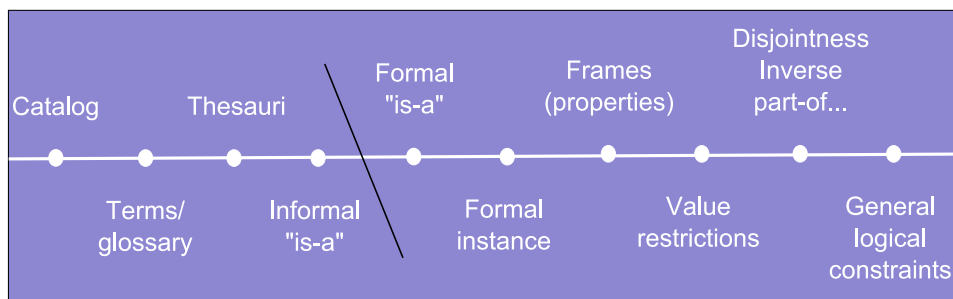 Catalog
Terms/
glossary
Thesauri
Informal
"is-a"
Formal
"is-a"
Formal
instance
Frames
(properties)
Value
restrictions
Disjointness
Inverse
part-of...
General
logical
constraints